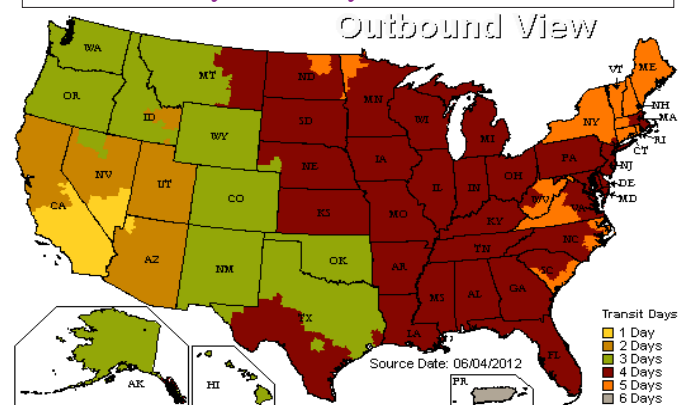 Outbound View
WA
MT
ND
MN
VT
ME
OR
ID
WY
SD
WI
MI
NY
NH
MA
RI
CT
NV
UT
CO
NE
IA
IL
IN
OH
PA
NJ
DE
MD
CA
AZ
NM
KS
OK
MO
KY
WV
VA
TN
NC
SC
AR
MS
AL
GA
TX
LA
FL
AK
HI
PR
Source Date: 06/04/2012
Transit Days
1 Day
2 Days
3 Days
4 Days
5 Days
6 Days